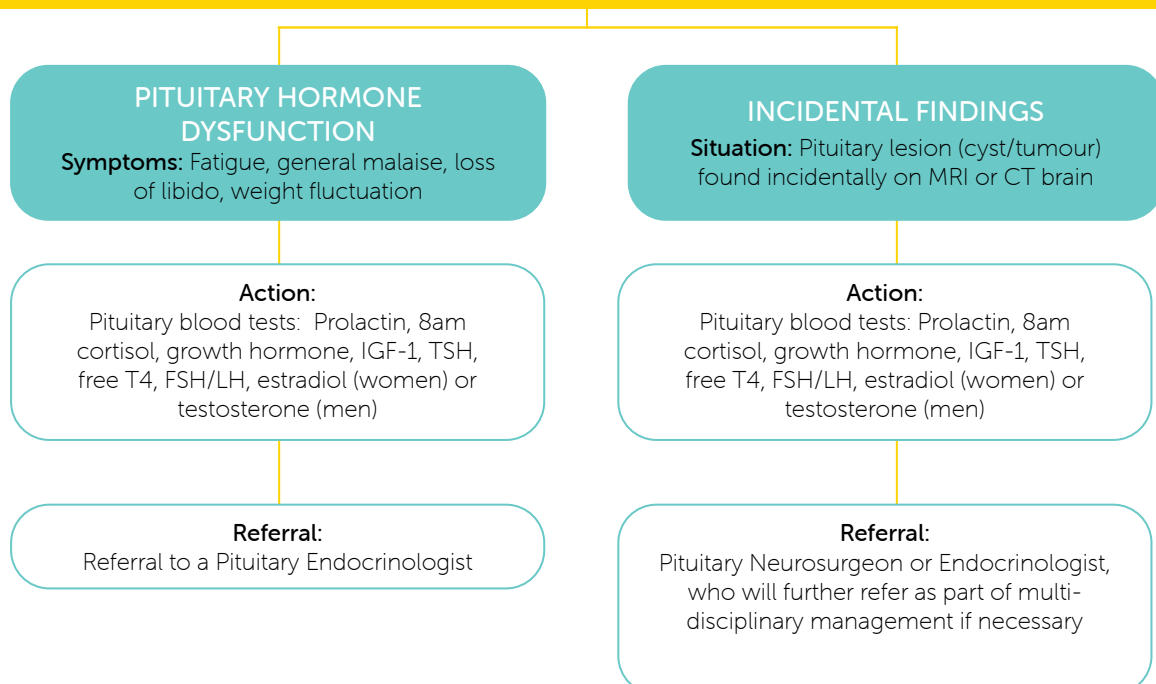 PITUITARY HORMONE
DYSFUNCTION
Symptoms: Fatigue, general malaise, loss
of libido, weight fluctuation
Action:
Pituitary blood tests:  Prolactin, 8am
cortisol, growth hormone, IGF-1, TSH,
free T4, FSH/LH, estradiol (women) or
testosterone (men)
Referral:
Referral to a Pituitary Endocrinologist
INCIDENTAL FINDINGS
Situation: Pituitary lesion (cyst/tumour)
found incidentally on MRI or CT brain
Action:
Pituitary blood tests: Prolactin, 8am
cortisol, growth hormone, IGF-1, TSH,
free T4, FSH/LH, estradiol (women) or
testosterone (men)
Referral:
Pituitary Neurosurgeon or Endocrinologist,
who will further refer as part of multi-
disciplinary management if necessary